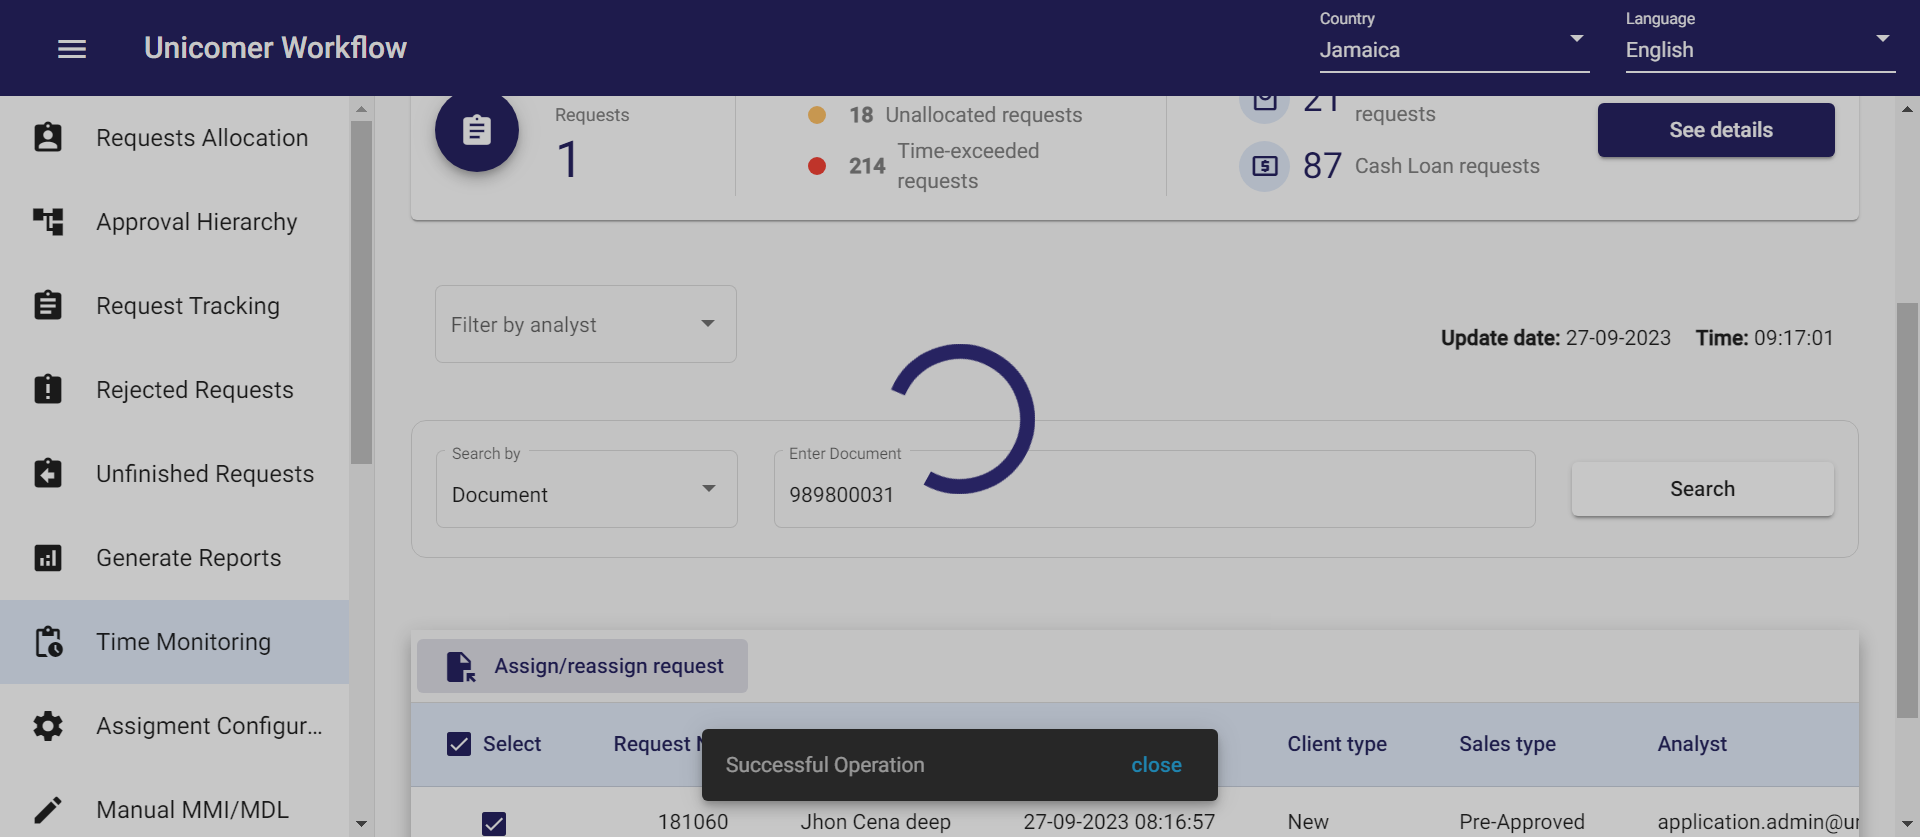 Unicomer Workflow
Country
Jamaica
Language
English
Requests Allocation
Approval Hierarchy
Request Tracking
Rejected Requests
Unfinished Requests
Generate Reports
Time Monitoring
Assigment Configur...
Manual MMI/MDL
Requests
1
18 Unallocated requests
214 Time-exceeded
requests
21 requests
87 Cash Loan requests
See details
Filter by analyst
Update date: 27-09-2023 Time: 09:17:01
Search by
Document
Enter Document
989800031
Search
Assign/reassign request
Select Request Client type Sales type Analyst
Successful Operation close
181060 Jhon Cena deep 27-09-2023 08:16:57 New Pre-Approved application.admin@